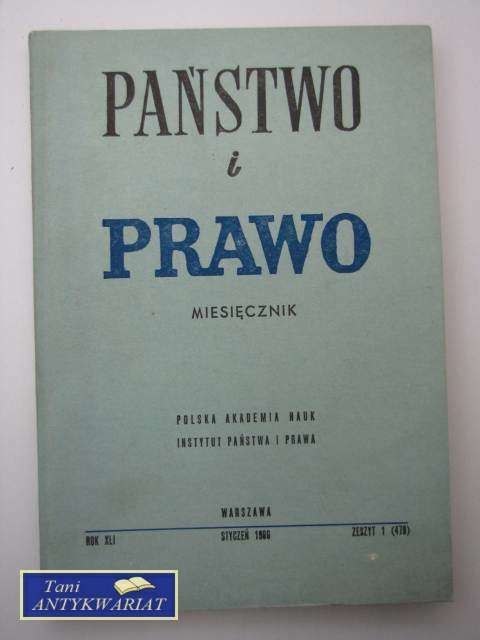 PAŃSTWO
i
PRAWO
MIESIĘCZNIK
POLSKA AKADEMIA NAUK
INSTYTUT PAŃSTWA I PRAWA
WARSZAWA
ROK XLI STYCZEŃ 1986 ZESZYT 1 (479)
Tani
ANTYKWARIAT